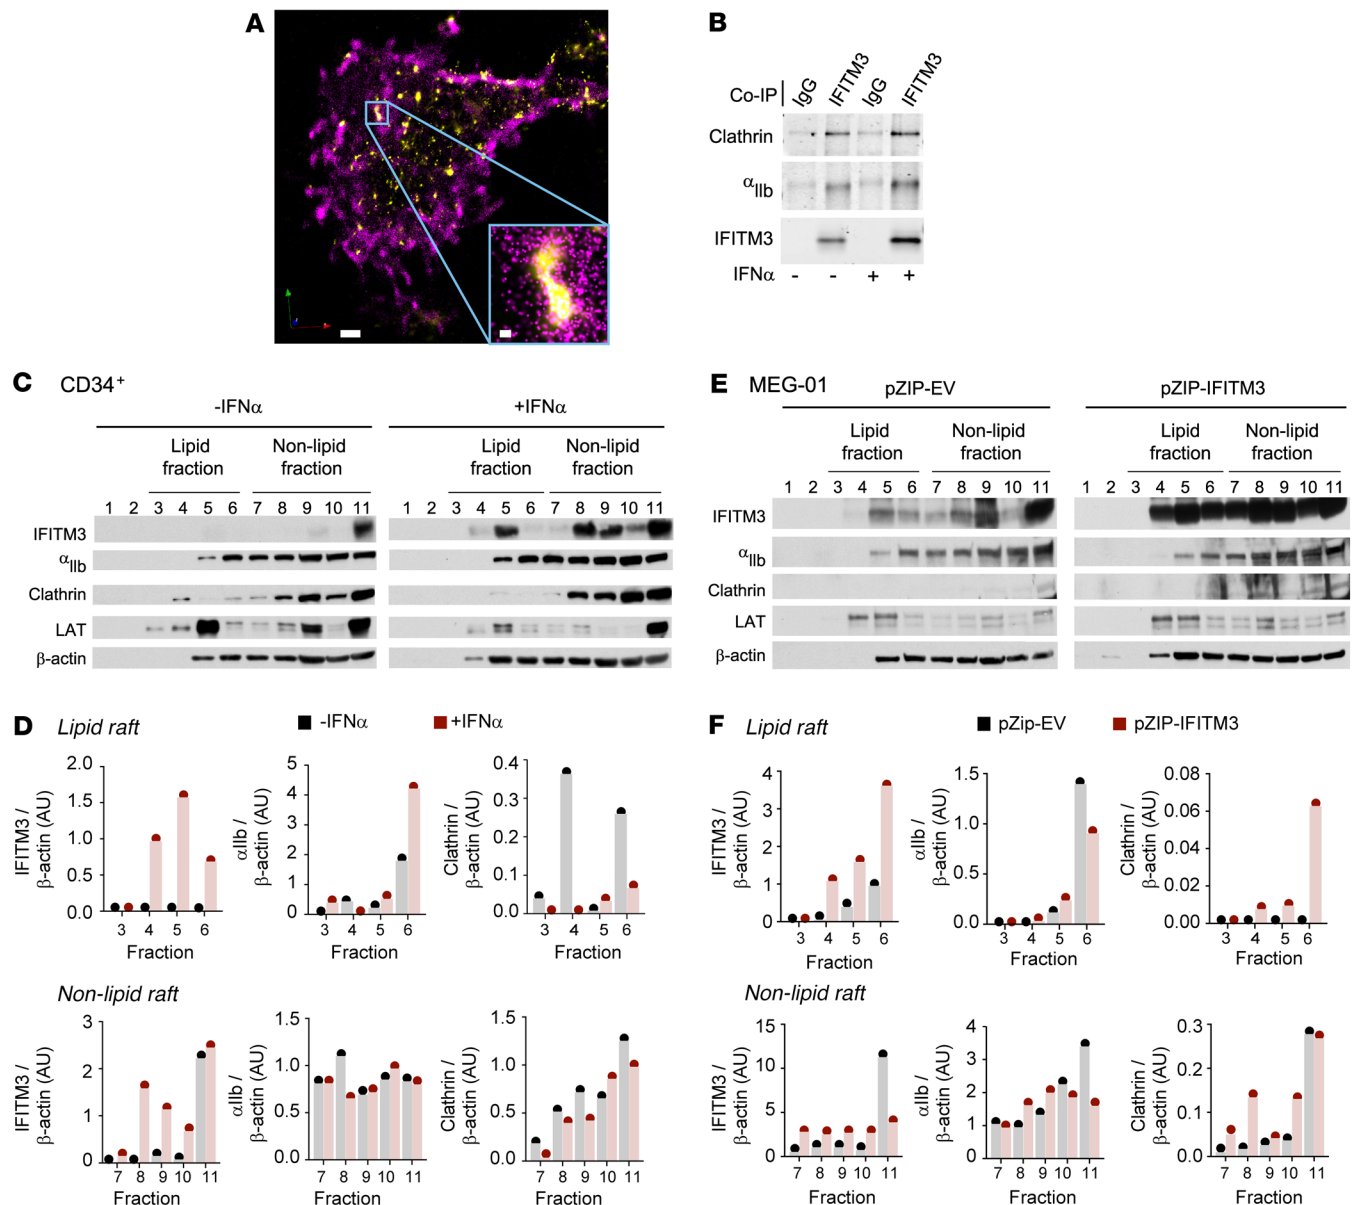 A
B
Co-IP
IgG
IFITM3
IgG
IFITM3
Clathrin
αIIb
IFITM3
IFNα - - + +
C CD34+
-IFNα +IFNα
Lipid fraction
Non-lipid fraction
Lipid fraction
Non-lipid fraction
1 2 3 4 5 6 7 8 9 10 11 1 2 3 4 5 6 7 8 9 10 11
IFITM3
αIIb
Clathrin
LAT
β-actin
E MEG-01
pZIP-EV pZIP-IFITM3
Lipid fraction
Non-lipid fraction
Lipid fraction
Non-lipid fraction
1 2 3 4 5 6 7 8 9 10 11 1 2 3 4 5 6 7 8 9 10 11
IFITM3
αIIb
Clathrin
LAT
β-actin
D Lipid raft
-IFNα +IFNα
IFITM3 /
β-actin (AU)
2.0
1.5
1.0
0.5
0.0
3 4 5 6
Fraction
αIIb /
β-actin (AU)
5
4
3
2
1
0
3 4 5 6
Fraction
Clathrin /
β-actin (AU)
0.4
0.3
0.2
0.1
0.0
3 4 5 6
Fraction
Non-lipid raft
IFITM3 /
β-actin (AU)
3
2
1
0
7 8 9 10 11
Fraction
αIIb /
β-actin (AU)
1.5
1.0
0.5
0.0
7 8 9 10 11
Fraction
Clathrin /
β-actin (AU)
1.5
1.0
0.5
0.0
7 8 9 10 11
Fraction
F Lipid raft
pZip-EV pZIP-IFITM3
IFITM3 /
β-actin (AU)
4
3
2
1
0
3 4 5 6
Fraction
αIIb /
β-actin (AU)
1.5
1.0
0.5
0.0
3 4 5 6
Fraction
Clathrin /
β-actin (AU)
0.08
0.06
0.04
0.02
0.00
3 4 5 6
Fraction
Non-lipid raft
IFITM3 /
β-actin (AU)
15
10
5
0
7 8 9 10 11
Fraction
αIIb /
β-actin (AU)
4
3
2
1
0
7 8 9 10 11
Fraction
Clathrin /
β-actin (AU)
0.3
0.2
0.1
0.0
7 8 9 10 11
Fraction